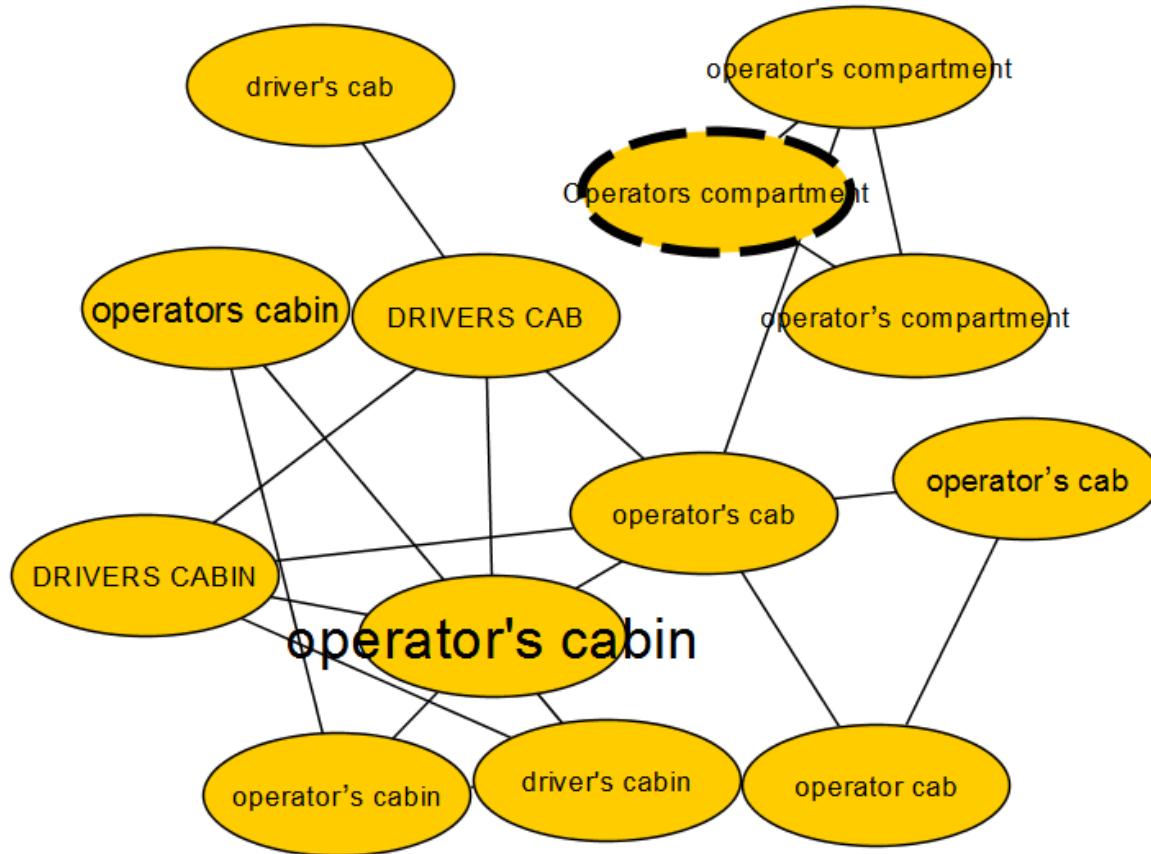 operator's compartment
driver's cab
Operators compartment
operators cabin
DRIVERS CAB
operator’s compartment
operator’s cab
operator's cab
DRIVERS CABIN
operator's cabin
driver's cabin
operator cab
operator’s cabin